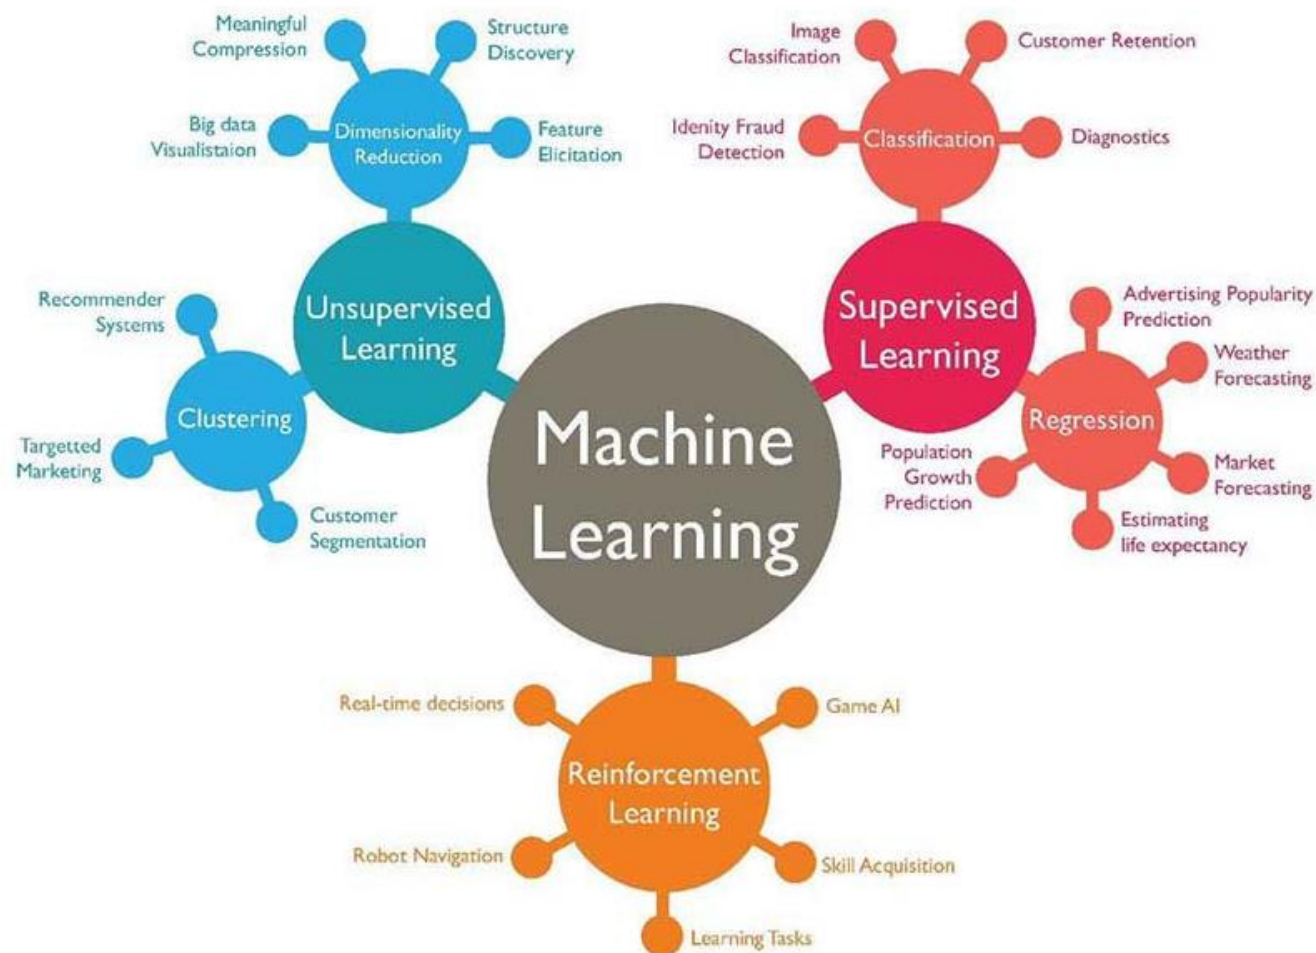 Meaningful
Compression
Structure
Discovery
Big data
Visualistaion
Dimensionality
Reduction
Feature
Elicitation
Image
Classification
Customer Retention
Idenity Fraud
Detection
Classification
Diagnostics
Recommender
Systems
Unsupervised
Learning
Clustering
Targetted
Marketing
Customer
Segmentation
Machine
Learning
Supervised
Learning
Advertising Popularity
Prediction
Weather
Forecasting
Regression
Population
Growth
Prediction
Market
Forecasting
Estimating
life expectancy
Real-time decisions
Game AI
Reinforcement
Learning
Robot Navigation
Skill Acquisition
Learning Tasks